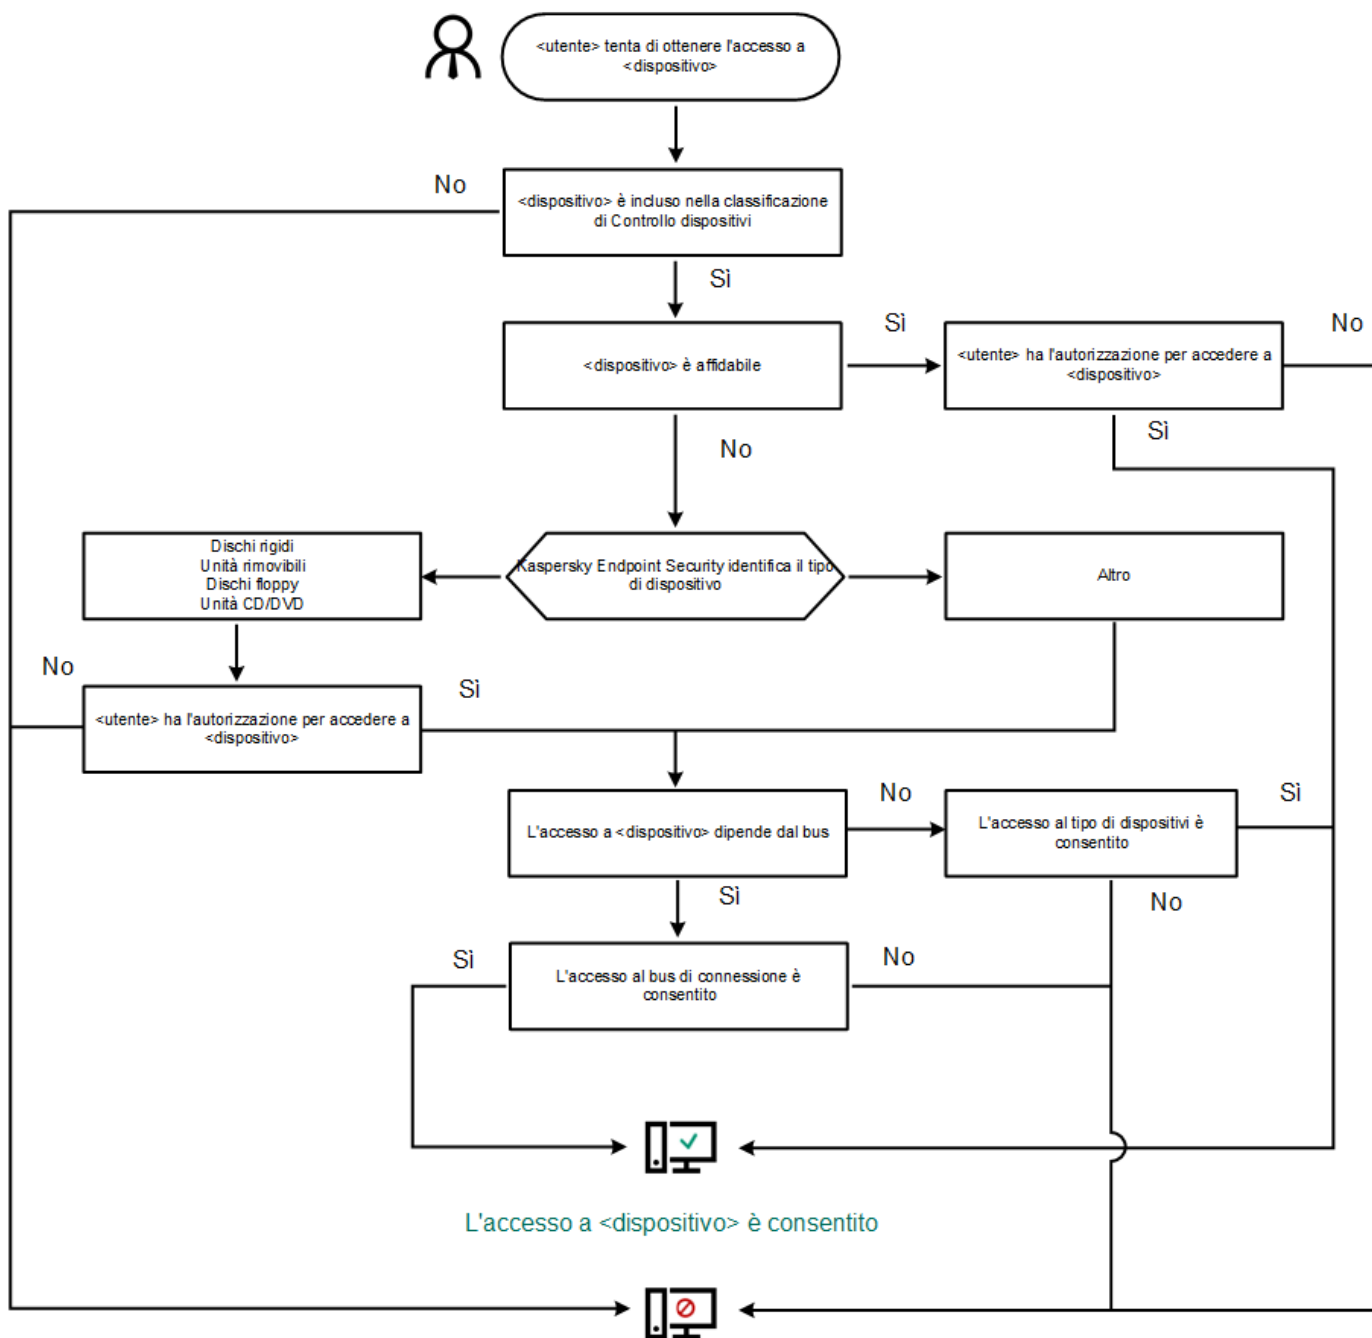 <utente> tenta di ottenere l'accesso a
<dispositivo>
No
<dispositivo> è incluso nella classificazione
di Controllo dispositivi
Sì
<dispositivo> è affidabile
Sì
<utente> ha l'autorizzazione per accedere a
<dispositivo>
No
Sì
No
Dischi rigidi
Unità rimovibili
Dischi floppy
Unità CD/DVD
Kaspersky Endpoint Security identifica il tipo
di dispositivo
Altro
No
<utente> ha l'autorizzazione per accedere a
<dispositivo>
Sì
L'accesso a <dispositivo> dipende dal bus
No
L'accesso al tipo di dispositivi è
consentito
Sì
Sì
No
Sì
L'accesso al bus di connessione è
consentito
No
L'accesso a <dispositivo> è consentito